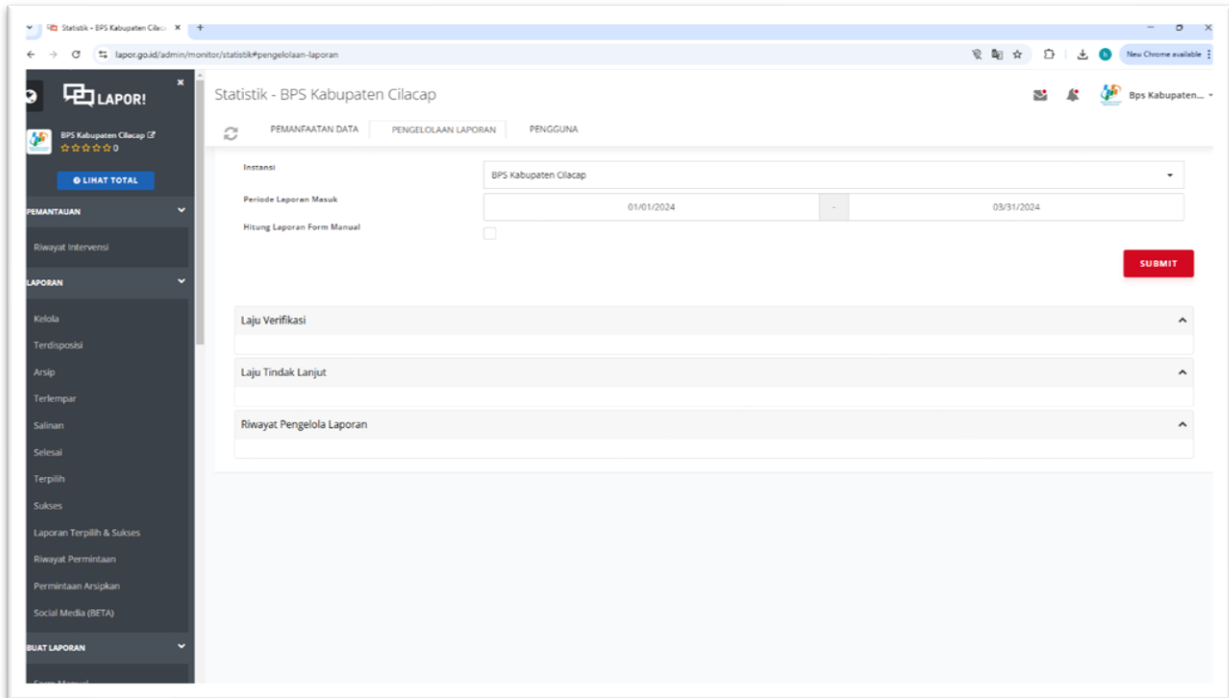 Statistik - BPS Kabupaten Cilac
lapor.go.id/admin/monitor/statistik#pengelolaan-laporan
New Chrome available
LAPOR!
BPS Kabupaten Cilacap
0
LIHAT TOTAL
PEMANTAUAN
Riwayat Intervensi
LAPORAN
Kelola
Terdisposisi
Arsip
Terlempar
Salinan
Selesai
Terpilih
Sukses
Laporan Terpilih & Sukses
Riwayat Permintaan
Permintaan Arsipkan
Social Media (BETA)
BUAT LAPORAN
Form Manual
Statistik - BPS Kabupaten Cilacap
Bps Kabupaten...
PEMANFAATAN DATA PENGELOLAAN LAPORAN PENGGUNA
Instansi BPS Kabupaten Cilacap
Periode Laporan Masuk 01/01/2024 - 03/31/2024
Hitung Laporan Form Manual
SUBMIT
Laju Verifikasi
Laju Tindak Lanjut
Riwayat Pengelola Laporan